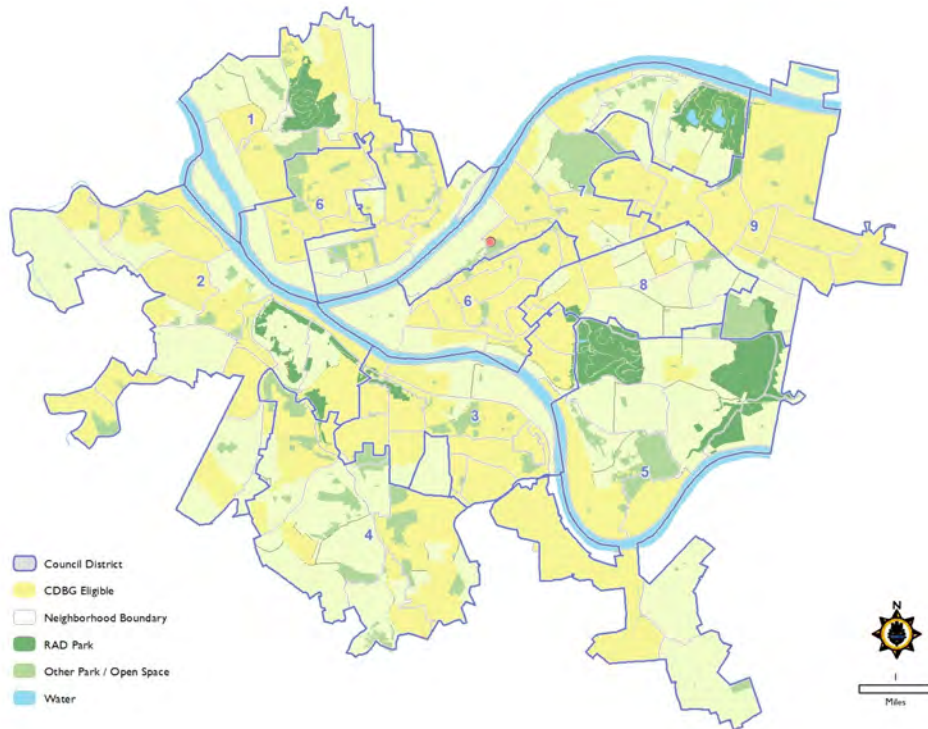 1
7
6
9
2
8
6
3
5
4
Council District
CDBG Eligible
Neighborhood Boundary
RAD Park
Other Park / Open Space
Water
N
1
Miles